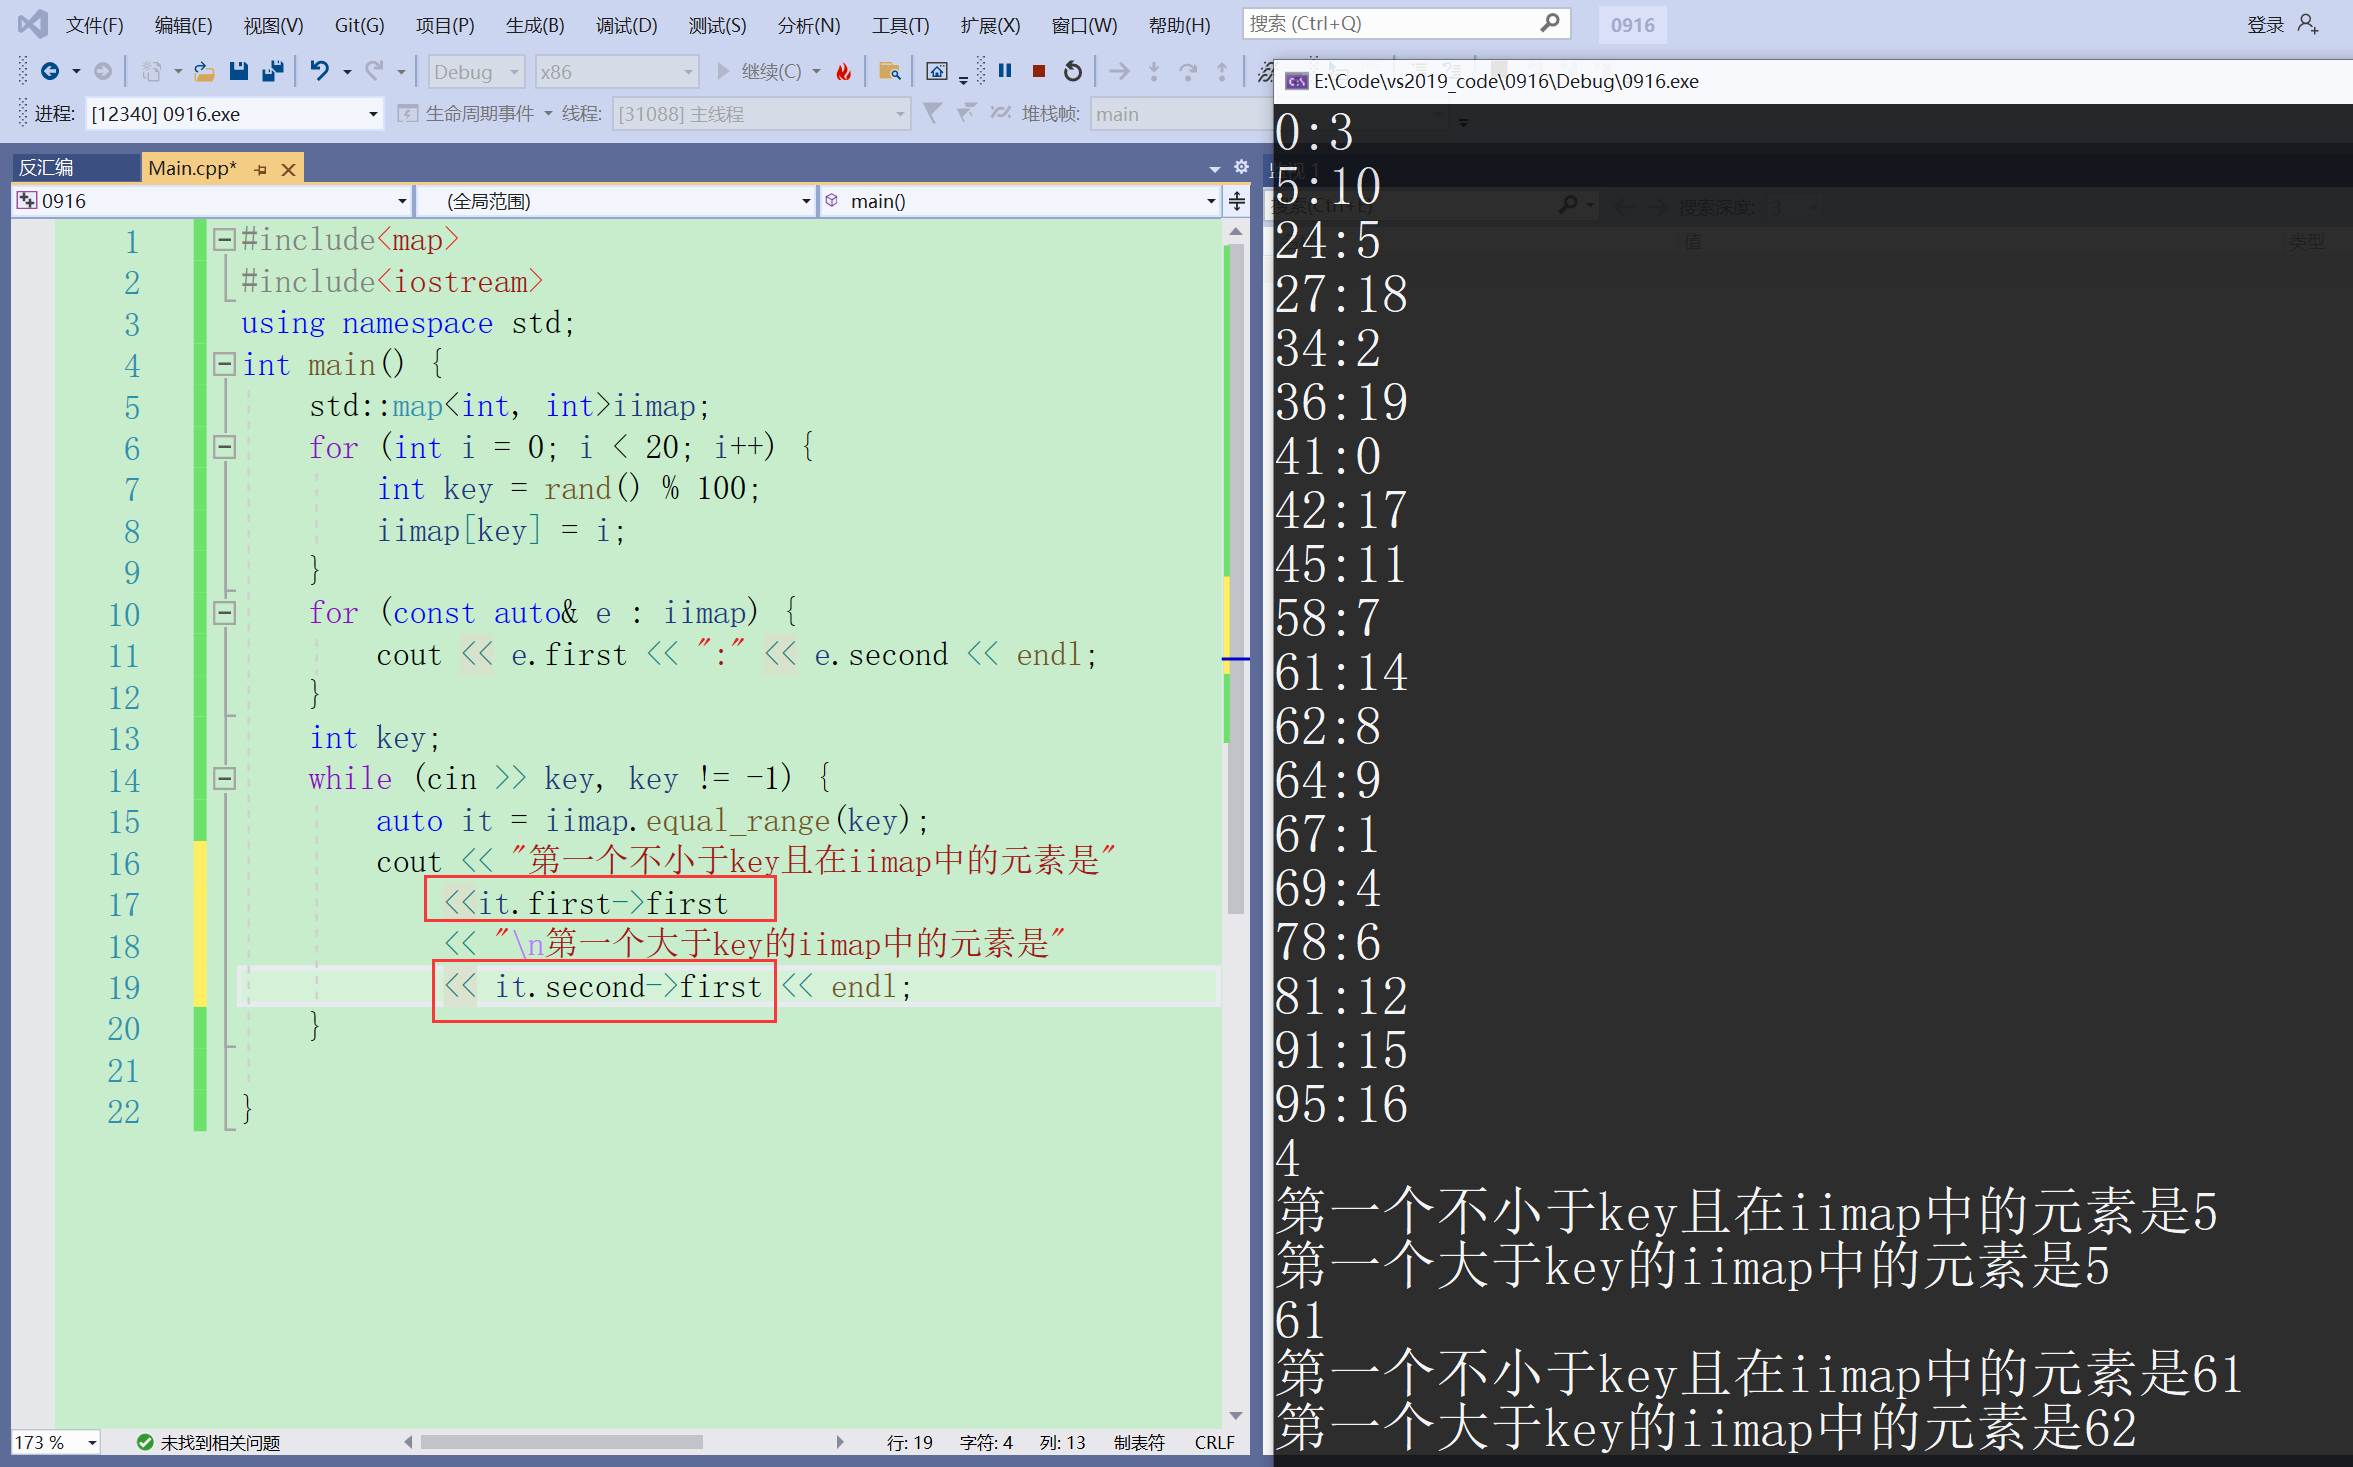 文件(F) 编辑(E) 视图(V) Git(G) 项目(P) 生成(B) 调试(D) 测试(S) 分析(N) 工具(T) 扩展(X) 窗口(W) 帮助(H) 搜索 (Ctrl+Q) 0916 登录
Debug x86 继续(C)
进程: [12340] 0916.exe 生命周期事件 线程: [31088] 主线程 堆栈帧: main
反汇编 Main.cpp*
0916 (全局范围) main()
1 #include<map>
2 #include<iostream>
3 using namespace std;
4 int main() {
5 std::map<int, int>iimap;
6 for (int i = 0; i < 20; i++) {
7 int key = rand() % 100;
8 iimap[key] = i;
9 }
10 for (const auto& e : iimap) {
11 cout << e.first << ":" << e.second << endl;
12 }
13 int key;
14 while (cin >> key, key != -1) {
15 auto it = iimap.equal_range(key);
16 cout << "第一个不小于key且在iimap中的元素是"
17 <<it.first->first
18 << "\n第一个大于key的iimap中的元素是"
19 << it.second->first << endl;
20 }
21
22 }
173 % 未找到相关问题 行: 19 字符: 4 列: 13 制表符 CRLF
E:\Code\vs2019_code\0916\Debug\0916.exe
监视 1
搜索(Ctrl+E) 搜索深度: 3
值 类型
0:3
5:10
24:5
27:18
34:2
36:19
41:0
42:17
45:11
58:7
61:14
62:8
64:9
67:1
69:4
78:6
81:12
91:15
95:16
4
第一个不小于key且在iimap中的元素是5
第一个大于key的iimap中的元素是5
61
第一个不小于key且在iimap中的元素是61
第一个大于key的iimap中的元素是62